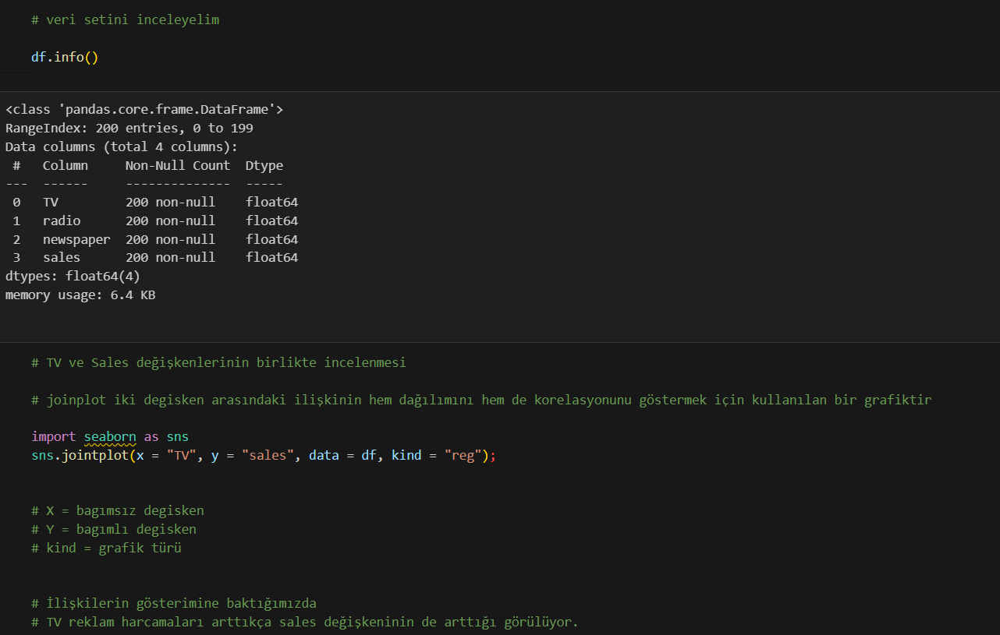 # veri setini inceleyelim
df.info()
<class 'pandas.core.frame.DataFrame'>
RangeIndex: 200 entries, 0 to 199
Data columns (total 4 columns):
 #   Column     Non-Null Count  Dtype
---  ------     --------------  -----
 0   TV         200 non-null    float64
 1   radio      200 non-null    float64
 2   newspaper  200 non-null    float64
 3   sales      200 non-null    float64
dtypes: float64(4)
memory usage: 6.4 KB
# TV ve Sales değişkenlerinin birlikte incelenmesi
# joinplot iki degisken arasındaki ilişkinin hem dağılımını hem de korelasyonunu göstermek için kullanılan bir grafiktir
import seaborn as sns
sns.jointplot(x = "TV", y = "sales", data = df, kind = "reg");
# X = bagımsız degisken
# Y = bagımlı degisken
# kind = grafik türü
# İlişkilerin gösterimine baktığımızda
# TV reklam harcamaları arttıkça sales değişkeninin de arttığı görülüyor.